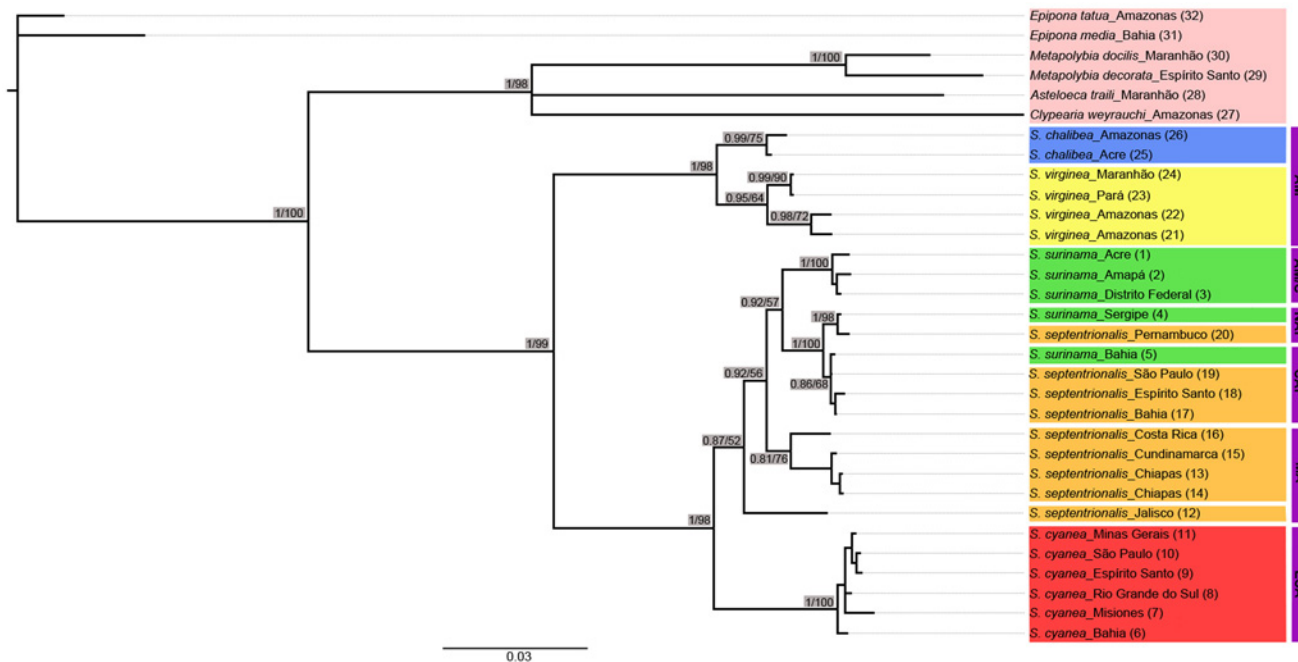 Epipona tatua_Amazonas (32)
Epipona media_Bahia (31)
1/100
Metapolybia docilis_Maranhão (30)
1/98
Metapolybia decorata_Espírito Santo (29)
Asteloeca traili_Maranhão (28)
Clypearia weyrauchi_Amazonas (27)
0.99/75
S. chalibea_Amazonas (26)
S. chalibea_Acre (25)
1/98
0.99/90
S. virginea_Maranhão (24)
0.95/64
S. virginea_Pará (23)
1/100
0.98/72
S. virginea_Amazonas (22)
S. virginea_Amazonas (21)
S. surinama_Acre (1)
1/100
S. surinama_Amapá (2)
S. surinama_Distrito Federal (3)
0.92/57
1/98
S. surinama_Sergipe (4)
S. septentrionalis_Pernambuco (20)
1/99
1/100
S. surinama_Bahia (5)
0.92/56
S. septentrionalis_São Paulo (19)
0.86/68
S. septentrionalis_Espírito Santo (18)
S. septentrionalis_Bahia (17)
S. septentrionalis_Costa Rica (16)
0.87/52
0.81/76
S. septentrionalis_Cundinamarca (15)
S. septentrionalis_Chiapas (13)
S. septentrionalis_Chiapas (14)
S. septentrionalis_Jalisco (12)
1/98
S. cyanea_Minas Gerais (11)
S. cyanea_São Paulo (10)
S. cyanea_Espírito Santo (9)
S. cyanea_Rio Grande do Sul (8)
1/100
S. cyanea_Misiones (7)
S. cyanea_Bahia (6)
0.03